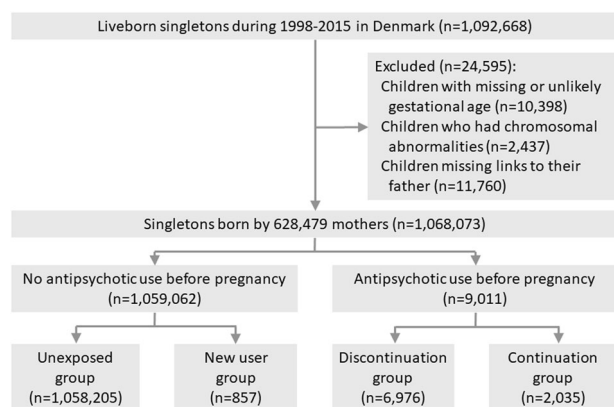 Liveborn singletons during 1998-2015 in Denmark (n=1,092,668)
Excluded (n=24,595):
Children with missing or unlikely
gestational age (n=10,398)
Children who had chromosomal
abnormalities (n=2,437)
Children missing links to their
father (n=11,760)
Singletons born by 628,479 mothers (n=1,068,073)
No antipsychotic use before pregnancy
(n=1,059,062)
Antipsychotic use before pregnancy
(n=9,011)
Unexposed
group
(n=1,058,205)
New user
group
(n=857)
Discontinuation
group
(n=6,976)
Continuation
group
(n=2,035)